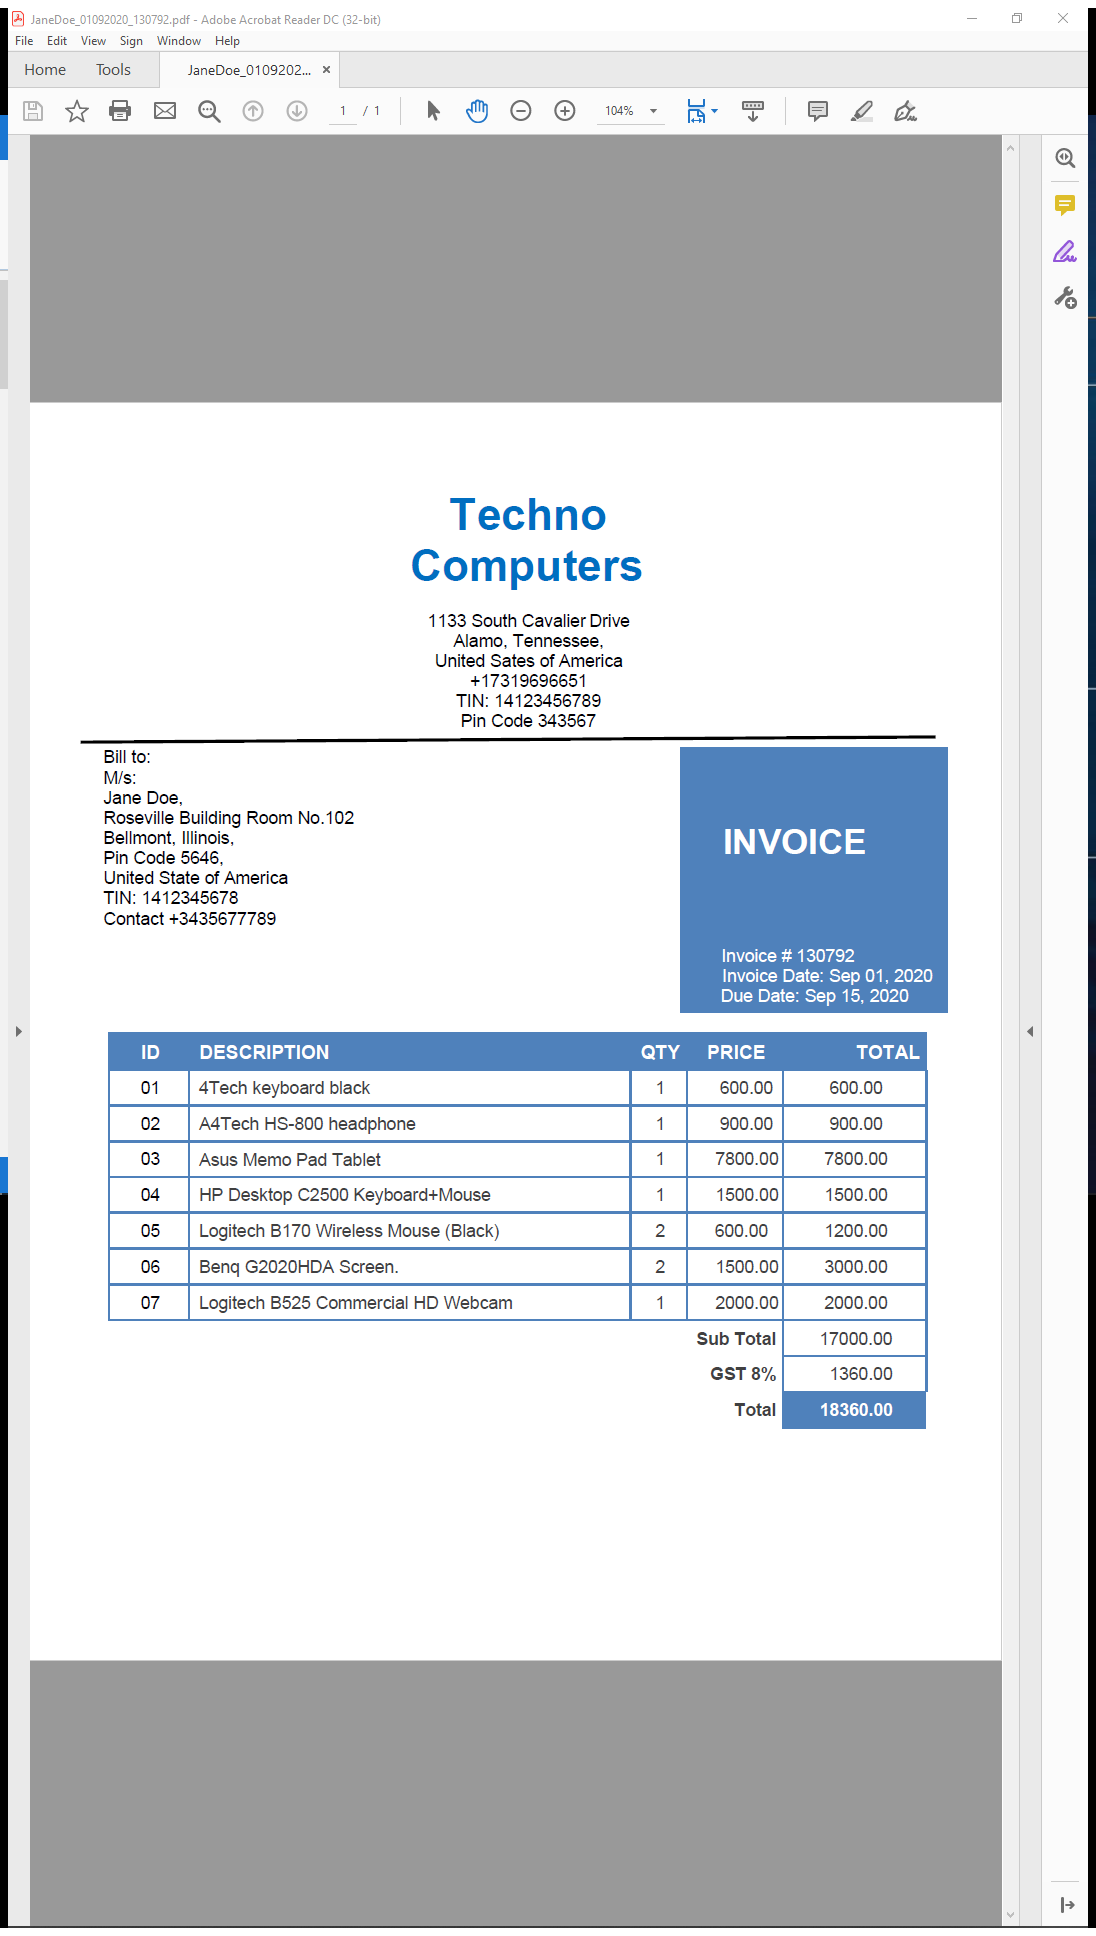 JaneDoe_01092020_130792.pdf - Adobe Acrobat Reader DC (32-bit)
File Edit View Sign Window Help
Home Tools JaneDoe_0109202... ×
1 / 1 104%
Techno
Computers
1133 South Cavalier Drive
Alamo, Tennessee,
United Sates of America
+17319696651
TIN: 14123456789
Pin Code 343567
Bill to:
M/s:
Jane Doe,
Roseville Building Room No.102
Bellmont, Illinois,
Pin Code 5646,
United State of America
TIN: 1412345678
Contact +3435677789
INVOICE
Invoice # 130792
Invoice Date: Sep 01, 2020
Due Date: Sep 15, 2020
ID DESCRIPTION QTY PRICE TOTAL
01 4Tech keyboard black 1 600.00 600.00
02 A4Tech HS-800 headphone 1 900.00 900.00
03 Asus Memo Pad Tablet 1 7800.00 7800.00
04 HP Desktop C2500 Keyboard+Mouse 1 1500.00 1500.00
05 Logitech B170 Wireless Mouse (Black) 2 600.00 1200.00
06 Benq G2020HDA Screen. 2 1500.00 3000.00
07 Logitech B525 Commercial HD Webcam 1 2000.00 2000.00
Sub Total 17000.00
GST 8% 1360.00
Total 18360.00